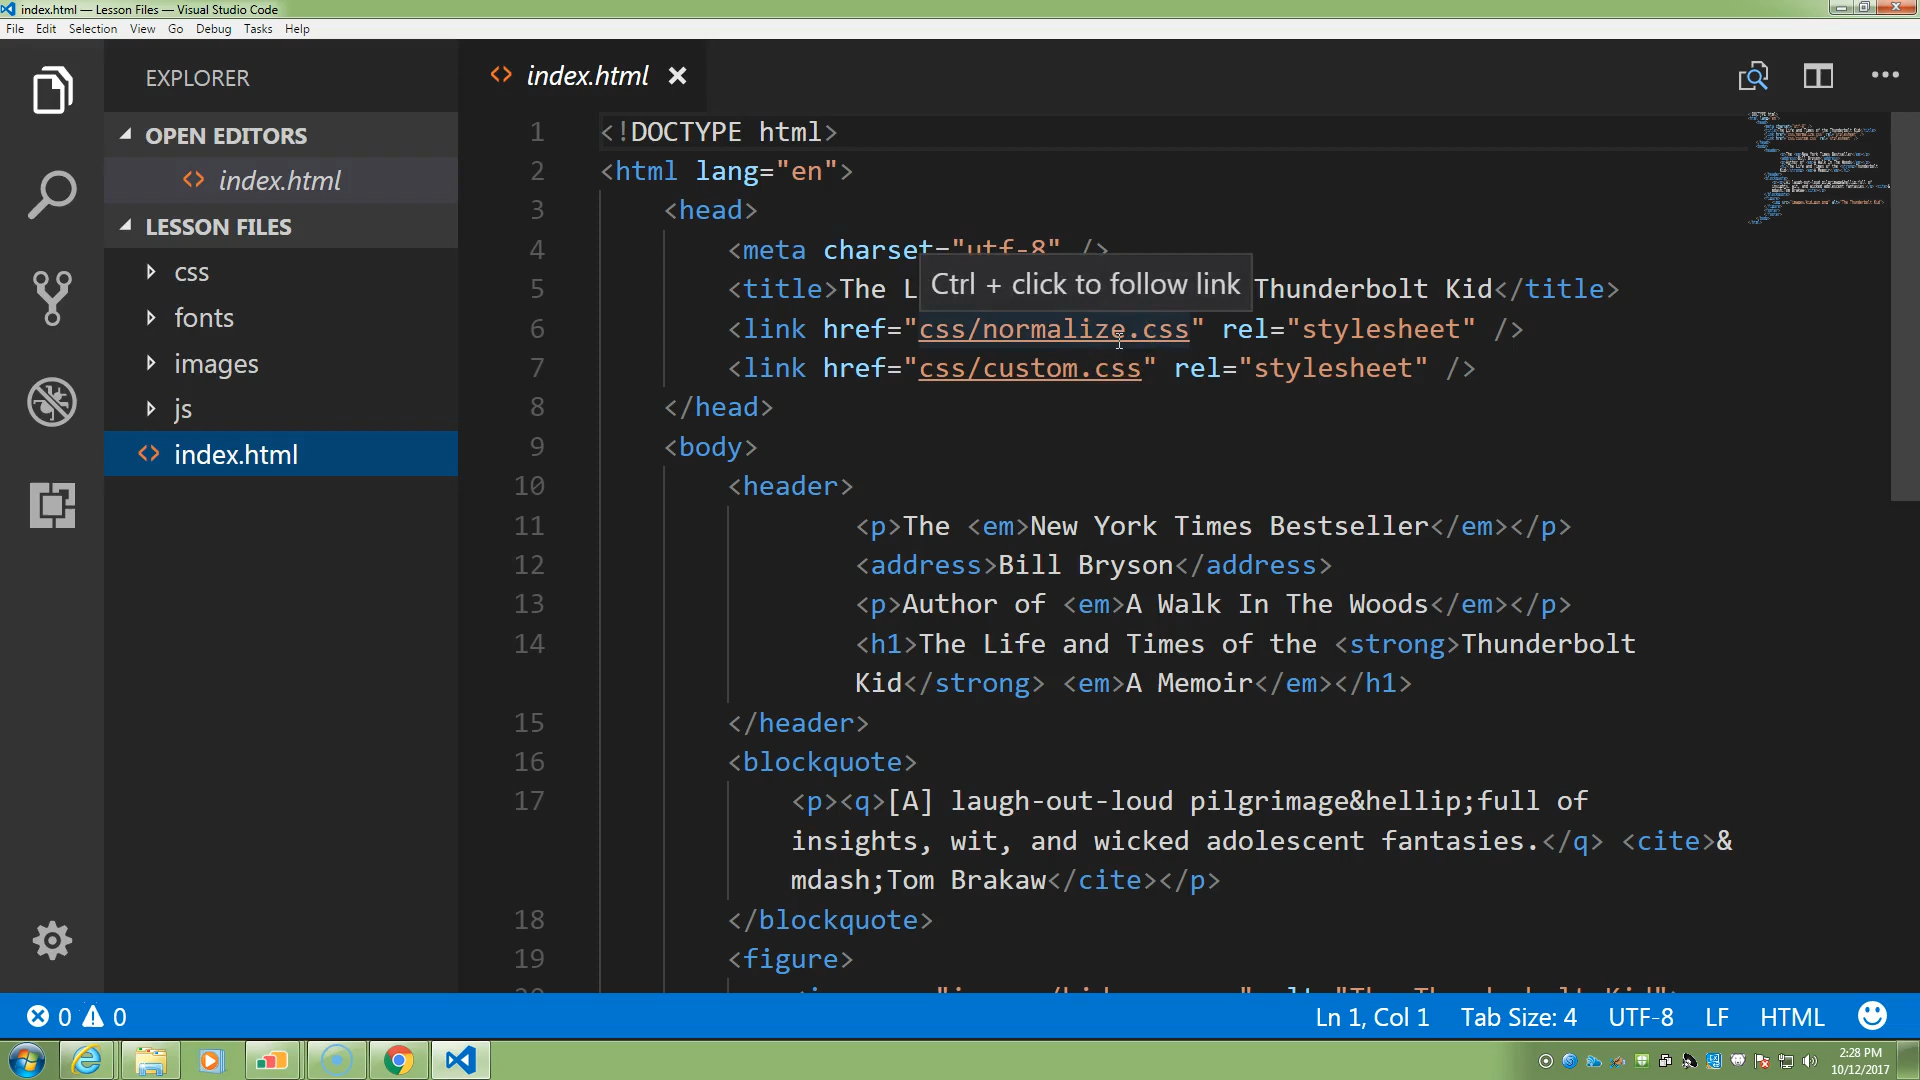 index.html — Lesson Files — Visual Studio Code
File Edit Selection View Go Debug Tasks Help
EXPLORER
OPEN EDITORS
index.html
LESSON FILES
css
fonts
images
js
index.html
index.html
1 <!DOCTYPE html>
2 <html lang="en">
3 <head>
4 <meta charset="utf-8" />
Ctrl + click to follow link
5 <title>The L Thunderbolt Kid</title>
6 <link href="css/normalize.css" rel="stylesheet" />
7 <link href="css/custom.css" rel="stylesheet" />
8 </head>
9 <body>
10 <header>
11 <p>The <em>New York Times Bestseller</em></p>
12 <address>Bill Bryson</address>
13 <p>Author of <em>A Walk In The Woods</em></p>
14 <h1>The Life and Times of the <strong>Thunderbolt
Kid</strong> <em>A Memoir</em></h1>
15 </header>
16 <blockquote>
17 <p><q>[A] laugh-out-loud pilgrimage&hellip;full of
insights, wit, and wicked adolescent fantasies.</q> <cite>&
mdash;Tom Brakaw</cite></p>
18 </blockquote>
19 <figure>
0 0
Ln 1, Col 1 Tab Size: 4 UTF-8 LF HTML
2:28 PM
10/12/2017